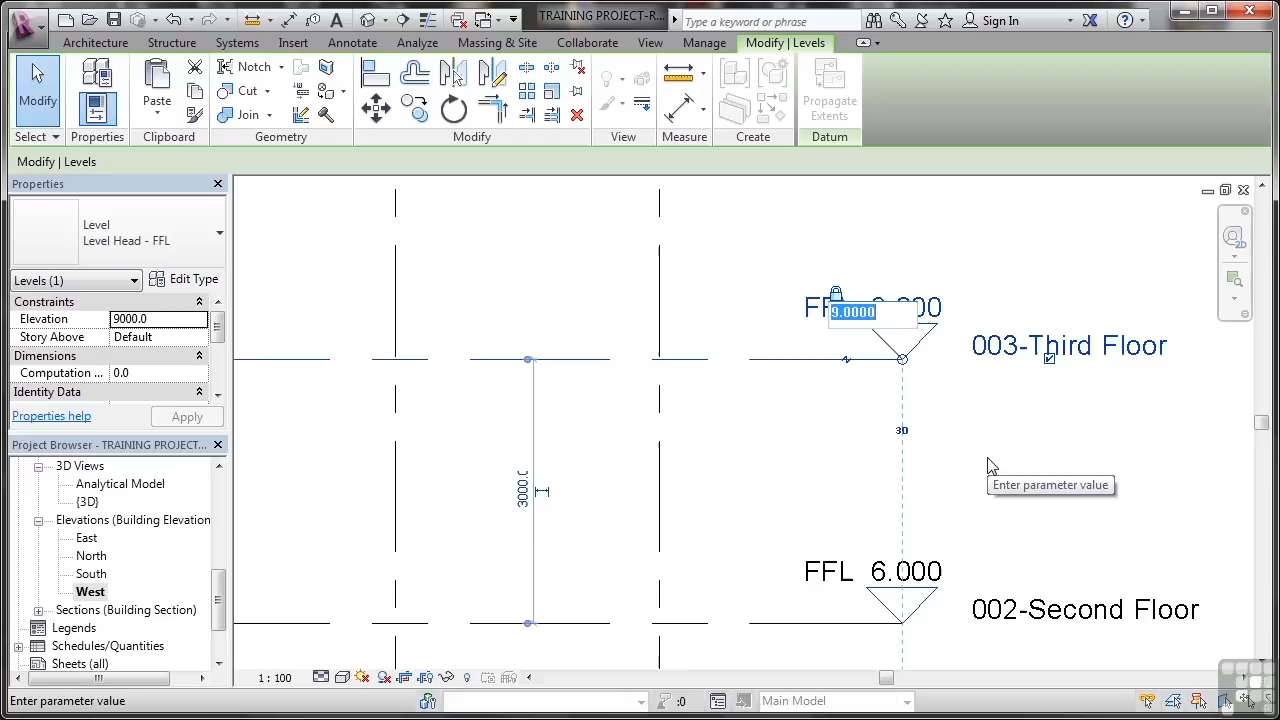 TRAINING PROJECT-R...
Type a keyword or phrase
Sign In
Architecture Structure Systems Insert Annotate Analyze Massing & Site Collaborate View Manage Modify | Levels
Modify
Paste
Notch
Cut
Join
Propagate
Extents
Select Properties Clipboard Geometry Modify View Measure Create Datum
Modify | Levels
Properties
Level
Level Head - FFL
Levels (1) Edit Type
Constraints
Elevation 9000.0
Story Above Default
Dimensions
Computation ... 0.0
Identity Data
Properties help Apply
Project Browser - TRAINING PROJECT...
3D Views
Analytical Model
{3D}
Elevations (Building Elevation
East
North
South
West
Sections (Building Section)
Legends
Schedules/Quantities
Sheets (all)
9.0000
003-Third Floor
3D
3000.0
Enter parameter value
FFL 6.000
002-Second Floor
1 : 100
Enter parameter value
:0
Main Model
2D